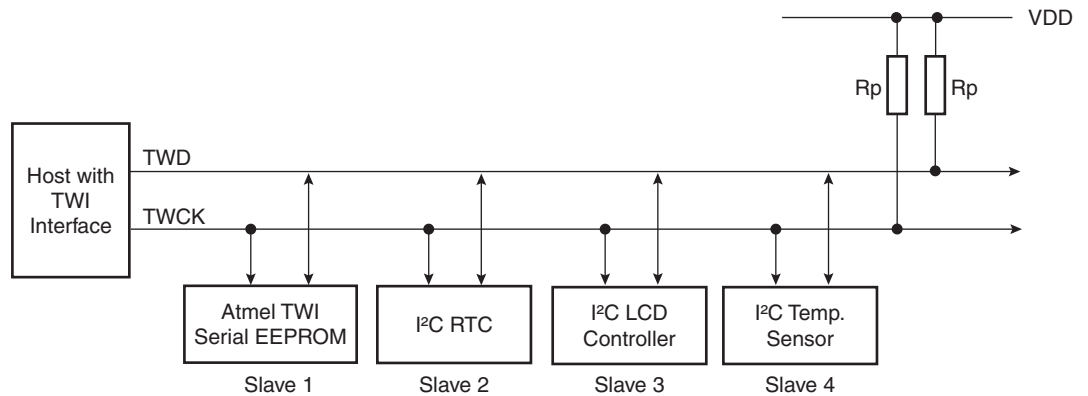 VDD
Rp
Rp
Host with
TWI
Interface
TWD
TWCK
Atmel TWI
Serial EEPROM
I²C RTC
I²C LCD
Controller
I²C Temp.
Sensor
Slave 1
Slave 2
Slave 3
Slave 4